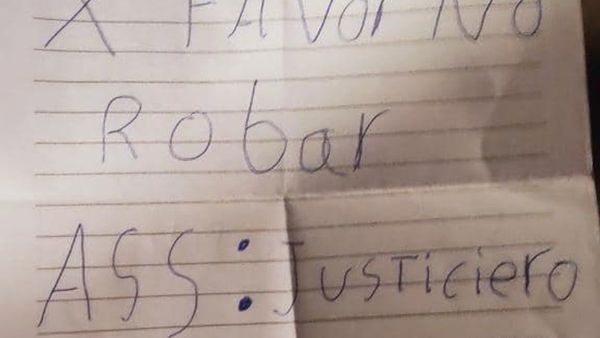 X FAvor No
Robar
ASS: Justiciero